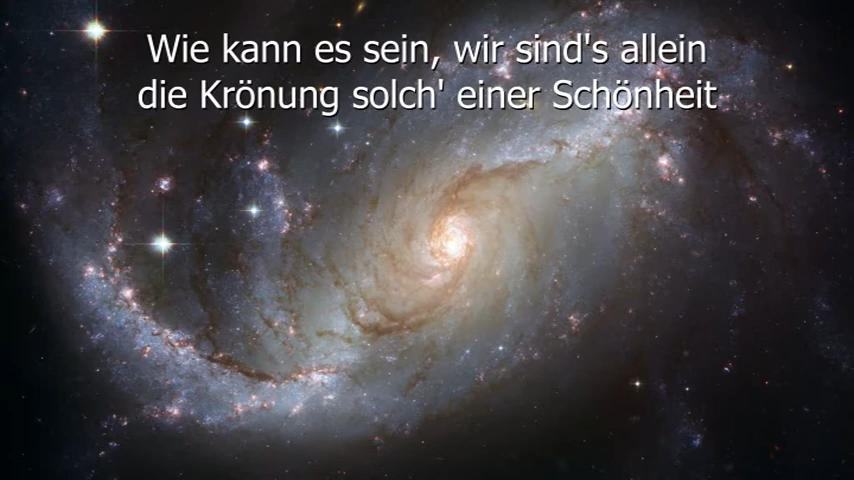 Wie kann es sein, wir sind's allein
die Krönung solch' einer Schönheit